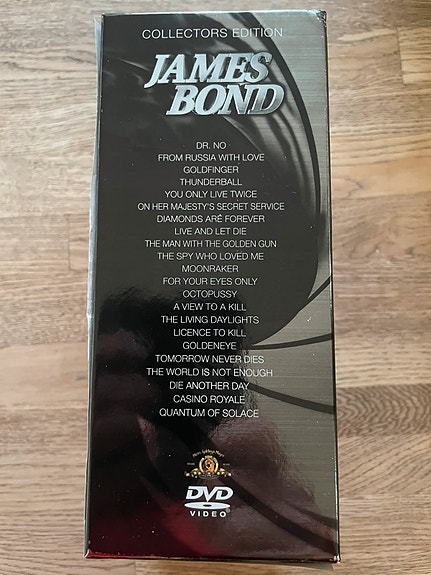 COLLECTORS EDITION
JAMES
BOND
DR. NO
FROM RUSSIA WITH LOVE
GOLDFINGER
THUNDERBALL
YOU ONLY LIVE TWICE
ON HER MAJESTY'S SECRET SERVICE
DIAMONDS ARE FOREVER
LIVE AND LET DIE
THE MAN WITH THE GOLDEN GUN
THE SPY WHO LOVED ME
MOONRAKER
FOR YOUR EYES ONLY
OCTOPUSSY
A VIEW TO A KILL
THE LIVING DAYLIGHTS
LICENCE TO KILL
GOLDENEYE
TOMORROW NEVER DIES
THE WORLD IS NOT ENOUGH
DIE ANOTHER DAY
CASINO ROYALE
QUANTUM OF SOLACE
Metro Goldwyn Mayer
DVD
VIDEO